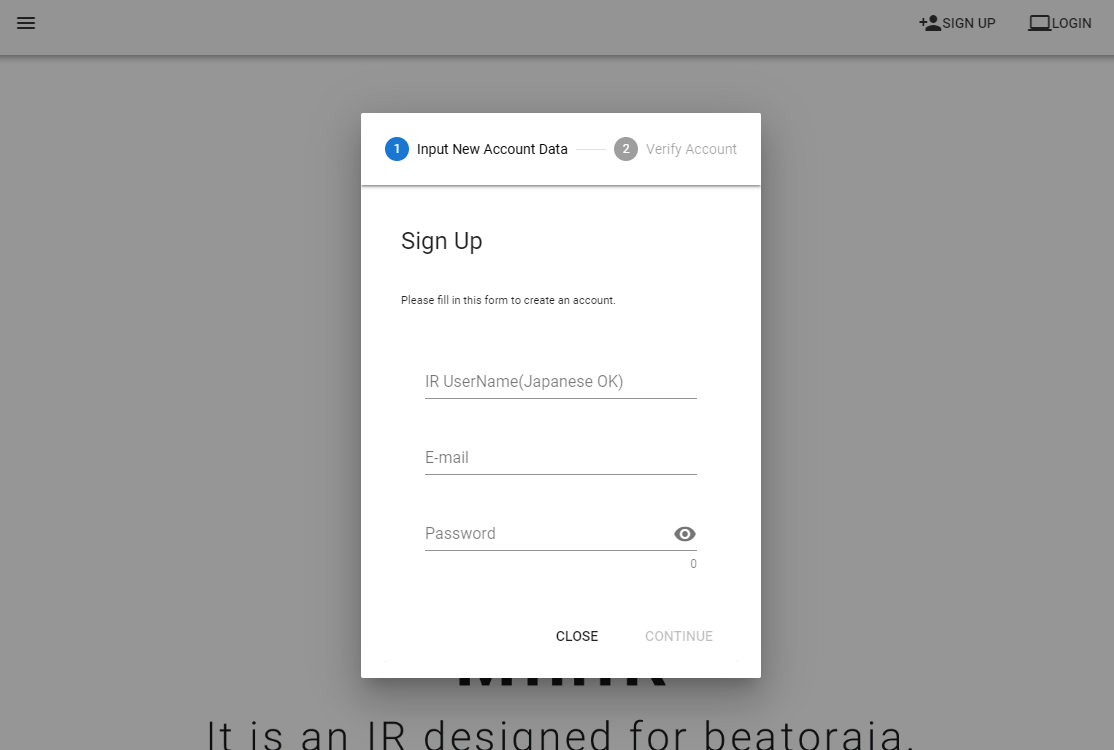 SIGN UP LOGIN
1 Input New Account Data 2 Verify Account
Sign Up
Please fill in this form to create an account.
IR UserName(Japanese OK)
E-mail
Password
0
CLOSE CONTINUE
It is an IR designed for beatoraja.